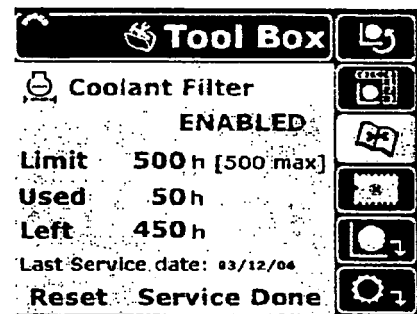 Tool Box
Coolant Filter
ENABLED
Limit 500 h [500 max]
Used 50 h
Left 450 h
Last Service date: 03/12/04
Reset Service Done